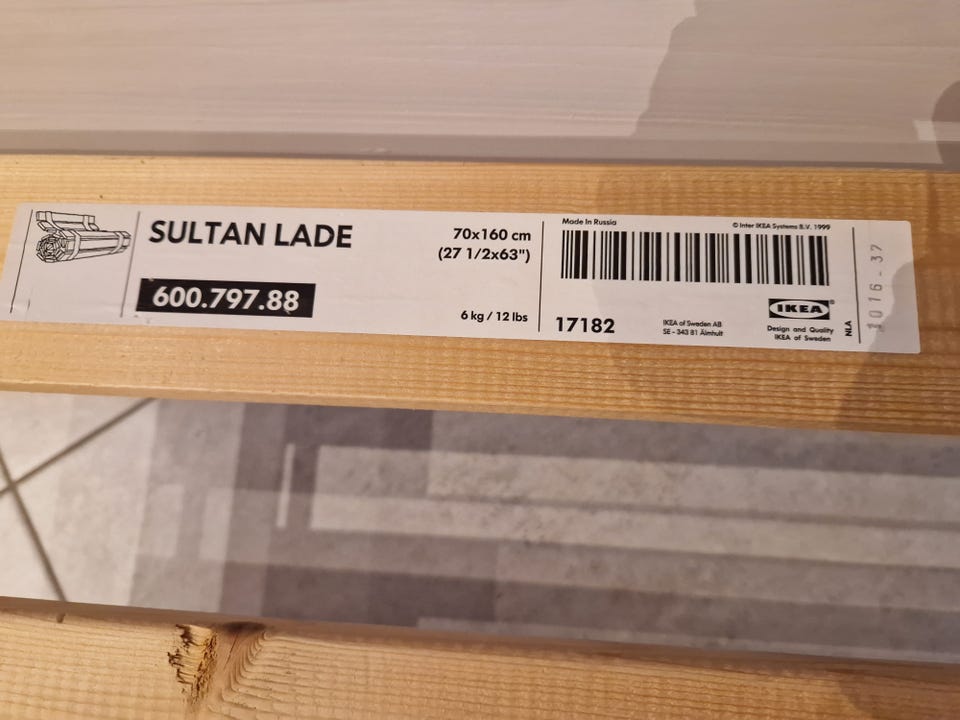 SULTAN LADE
70x160 cm
(27 1/2x63")
600.797.88
6 kg / 12 lbs
Made In Russia
© Inter IKEA Systems B.V. 1999
17182
IKEA of Sweden AB
SE - 343 81 Älmhult
IKEA®
Design and Quality
IKEA of Sweden
NLA
1016-37